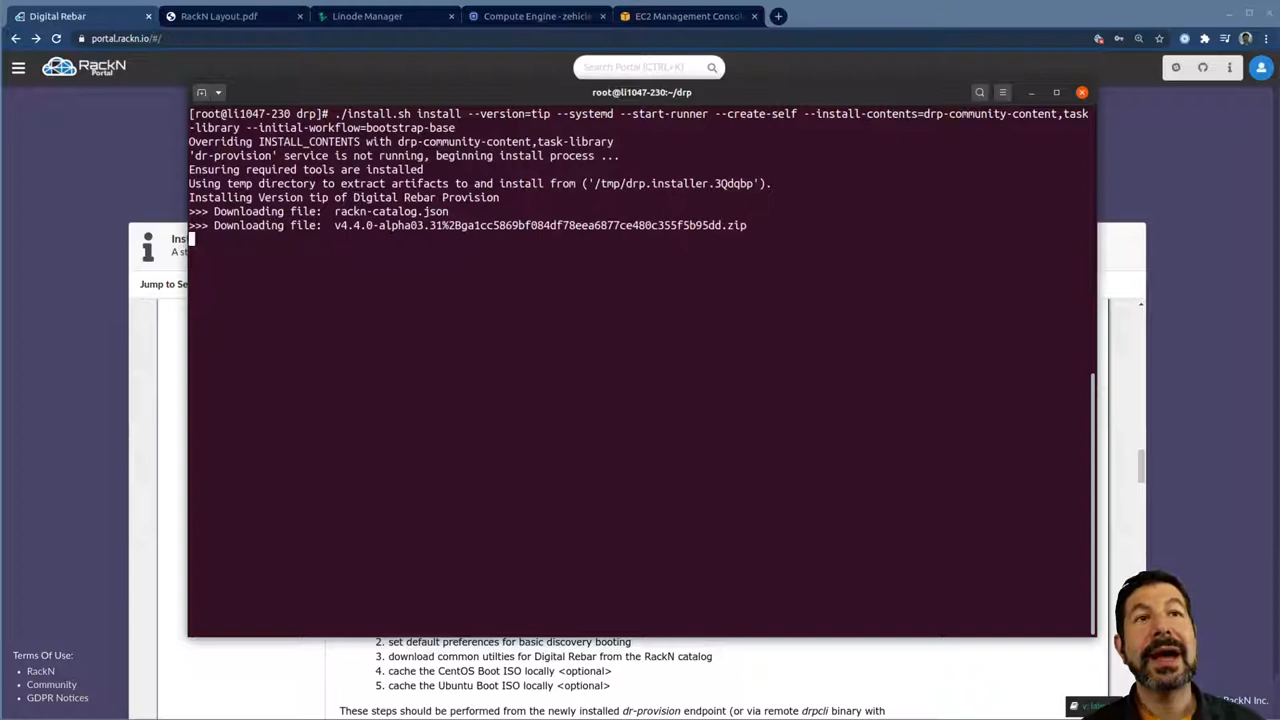 Digital Rebar
RackN Layout.pdf
Linode Manager
Compute Engine - zehicle
EC2 Management Consol
portal.rackn.io/#/
RackN
Portal
Search Portal (CTRL+K)
root@li1047-230:~/drp
[root@li1047-230 drp]# ./install.sh install --version=tip --systemd --start-runner --create-self --install-contents=drp-community-content,task
-library --initial-workflow=bootstrap-base
Overriding INSTALL_CONTENTS with drp-community-content,task-library
'dr-provision' service is not running, beginning install process ...
Ensuring required tools are installed
Using temp directory to extract artifacts to and install from ('/tmp/drp.installer.3Qdqbp').
Installing Version tip of Digital Rebar Provision
>>> Downloading file: rackn-catalog.json
>>> Downloading file: v4.4.0-alpha03.31%2Bga1cc5869bf084df78eea6877ce480c355f5b95dd.zip
Ins
A st
Jump to Se
2. set default preferences for basic discovery booting
3. download common utilties for Digital Rebar from the RackN catalog
4. cache the CentOS Boot ISO locally <optional>
5. cache the Ubuntu Boot ISO locally <optional>
These steps should be performed from the newly installed dr-provision endpoint (or via remote drpcli binary with
Terms Of Use:
RackN
Community
GDPR Notices
RackN Inc.